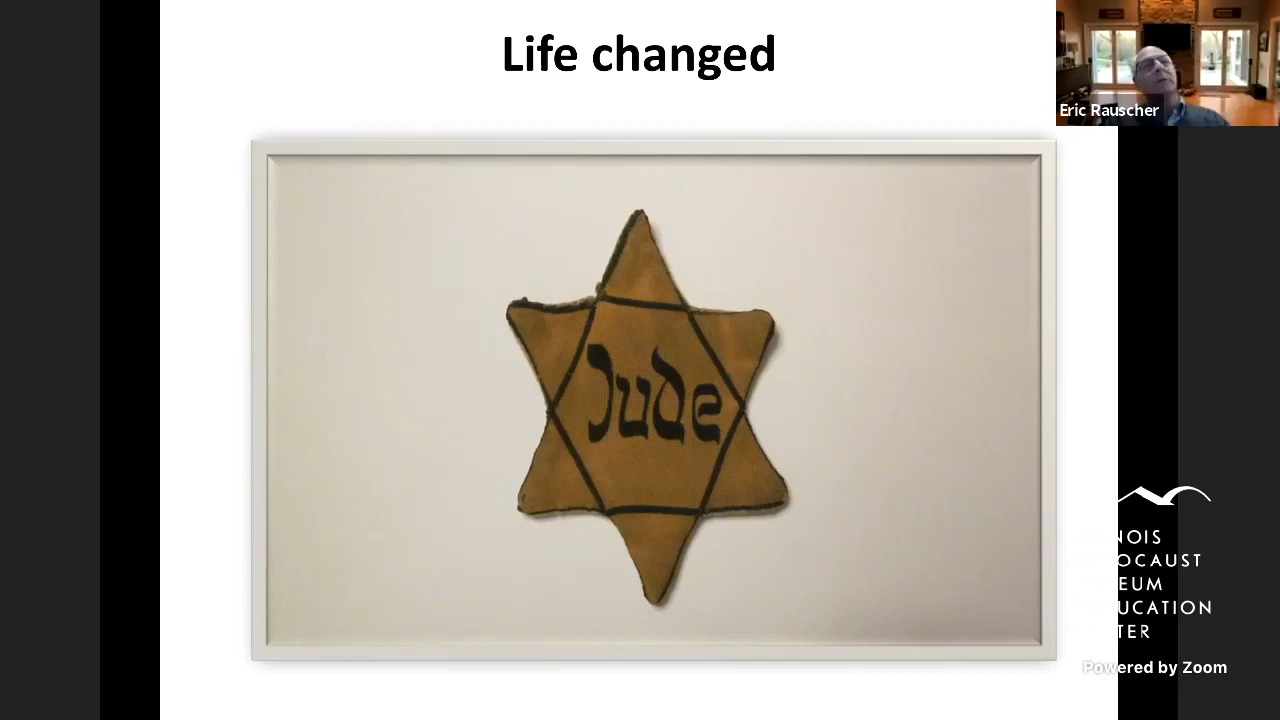 Life changed
Eric Rauscher
Jude
NOIS
OCAUST
EUM
UCATION
TER
Powered by Zoom